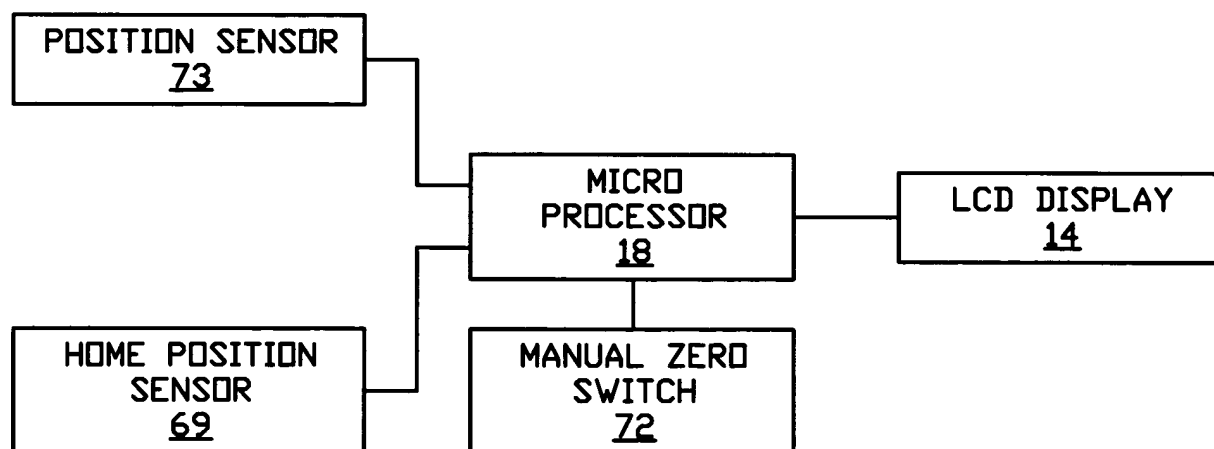 POSITION SENSOR
73
MICRO
PROCESSOR
18
LCD DISPLAY
14
HOME POSITION
SENSOR
69
MANUAL ZERO
SWITCH
72